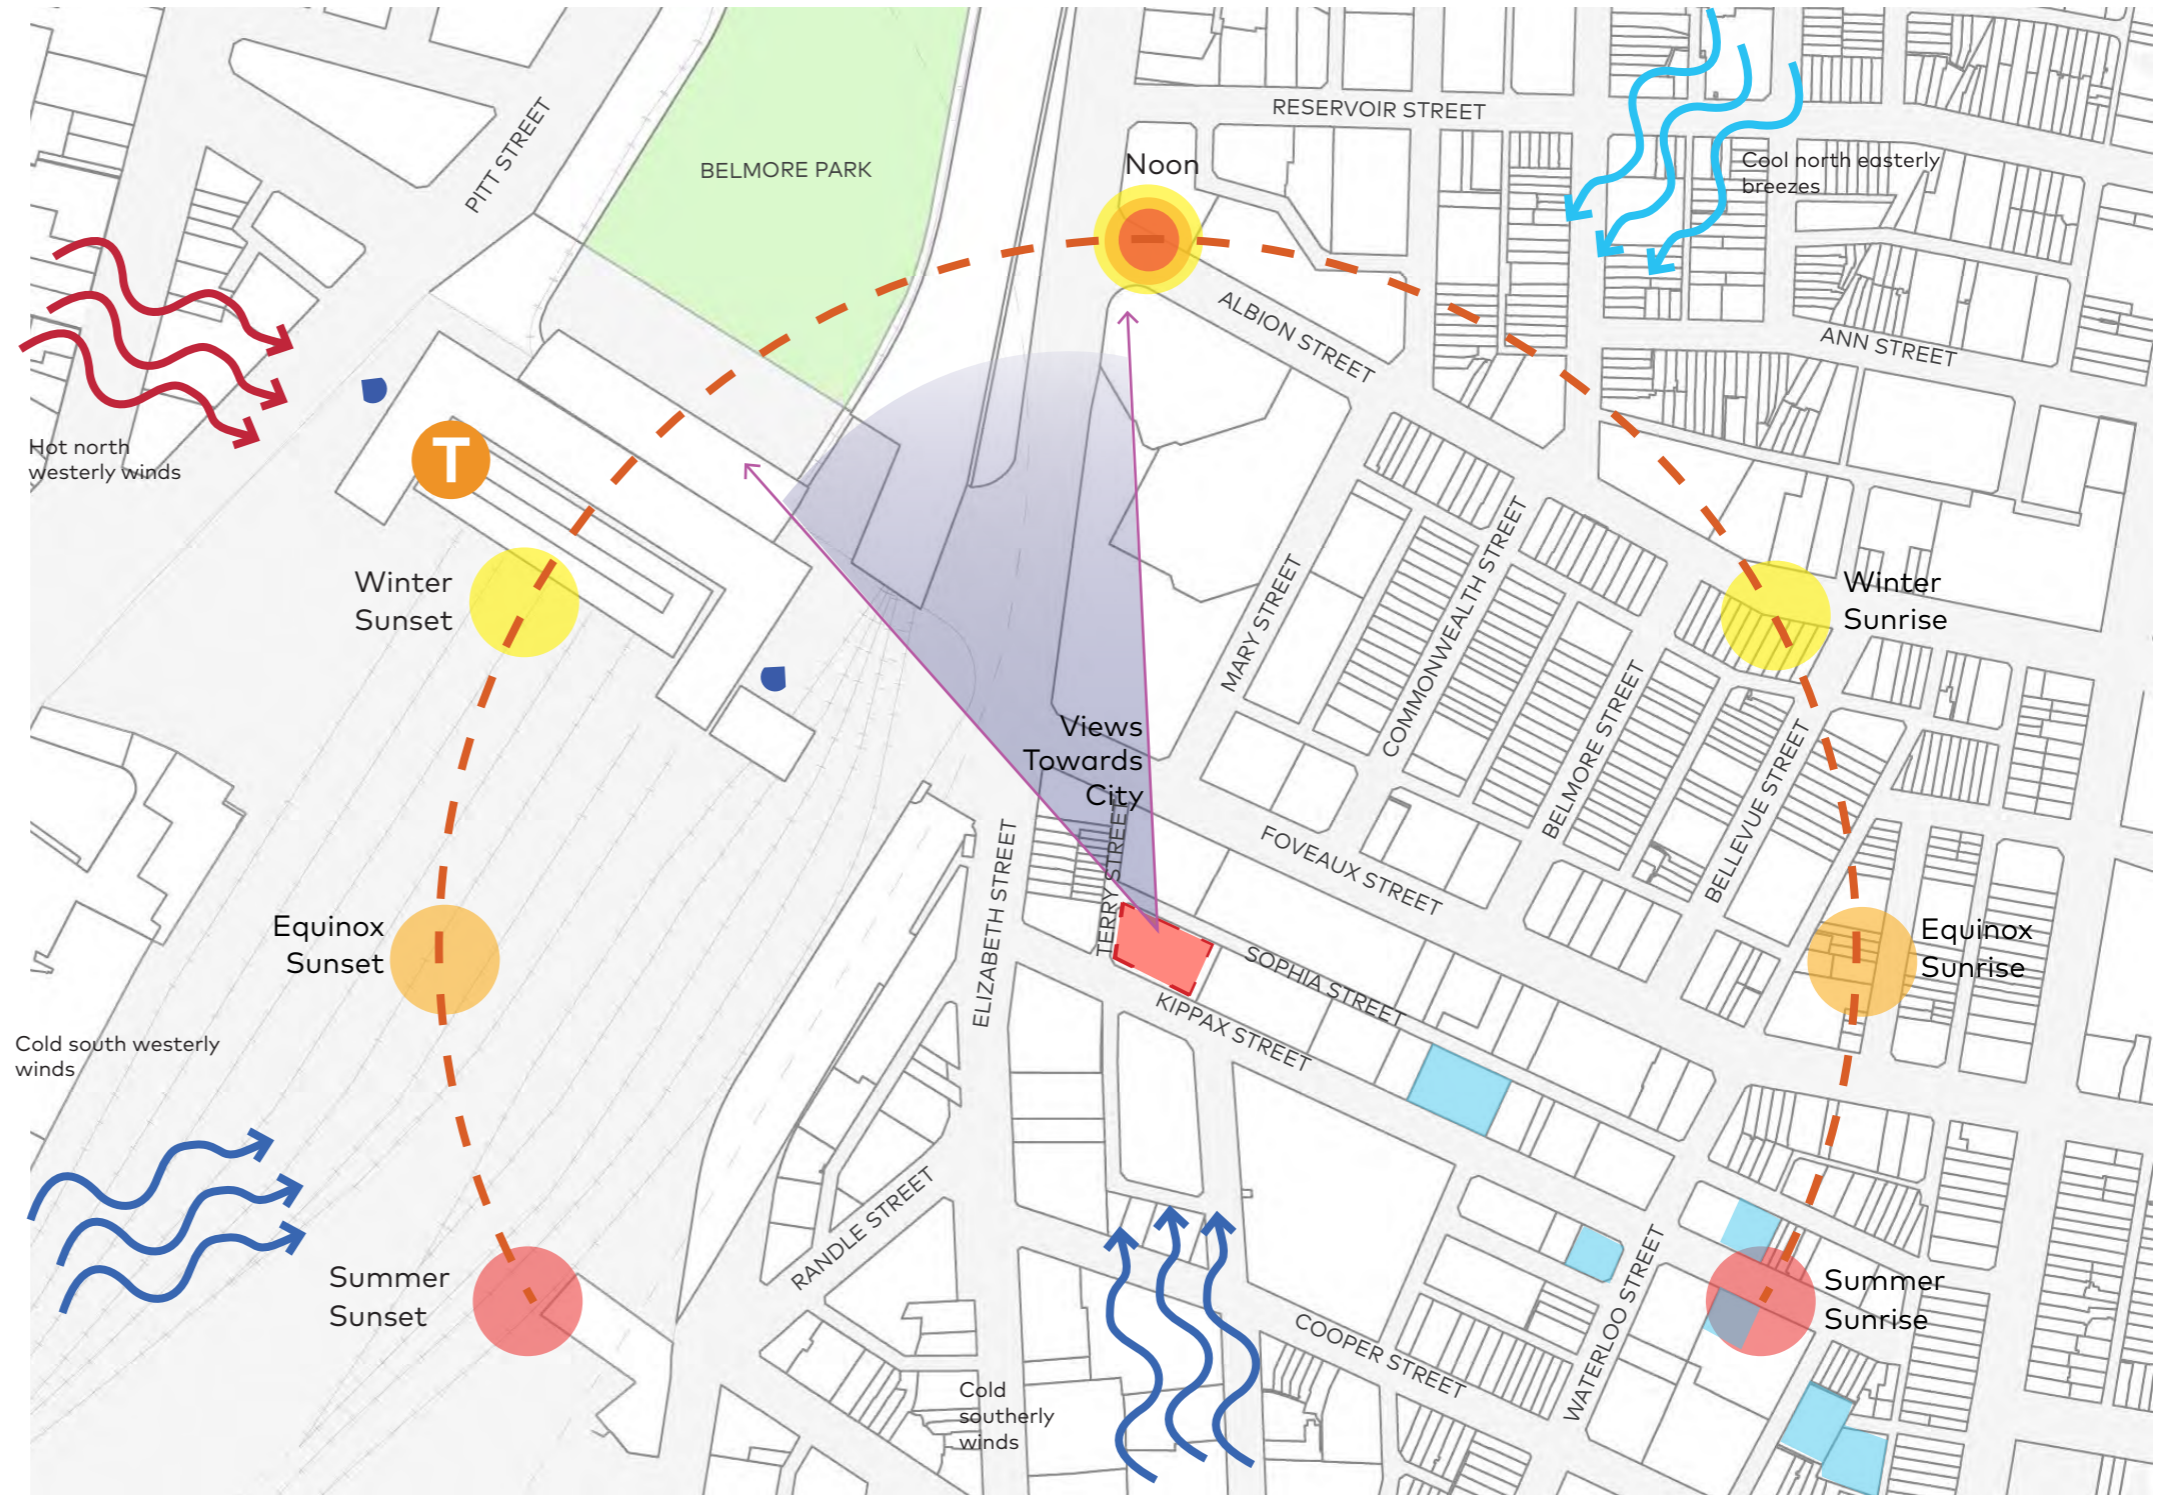 RESERVOIR STREET
PITT STREET
BELMORE PARK
Noon
Cool north easterly
breezes
ALBION STREET
ANN STREET
Hot north
westerly winds
T
Winter
Sunset
Winter
Sunrise
MARY STREET
COMMONWEALTH STREET
BELMORE STREET
BELLEVUE STREET
Views
Towards
City
TERRY STREET
ELIZABETH STREET
FOVEAUX STREET
Equinox
Sunset
Equinox
Sunrise
SOPHIA STREET
KIPPAX STREET
Cold south westerly
winds
RANDLE STREET
WATERLOO STREET
Summer
Sunset
Summer
Sunrise
COOPER STREET
Cold
southerly
winds